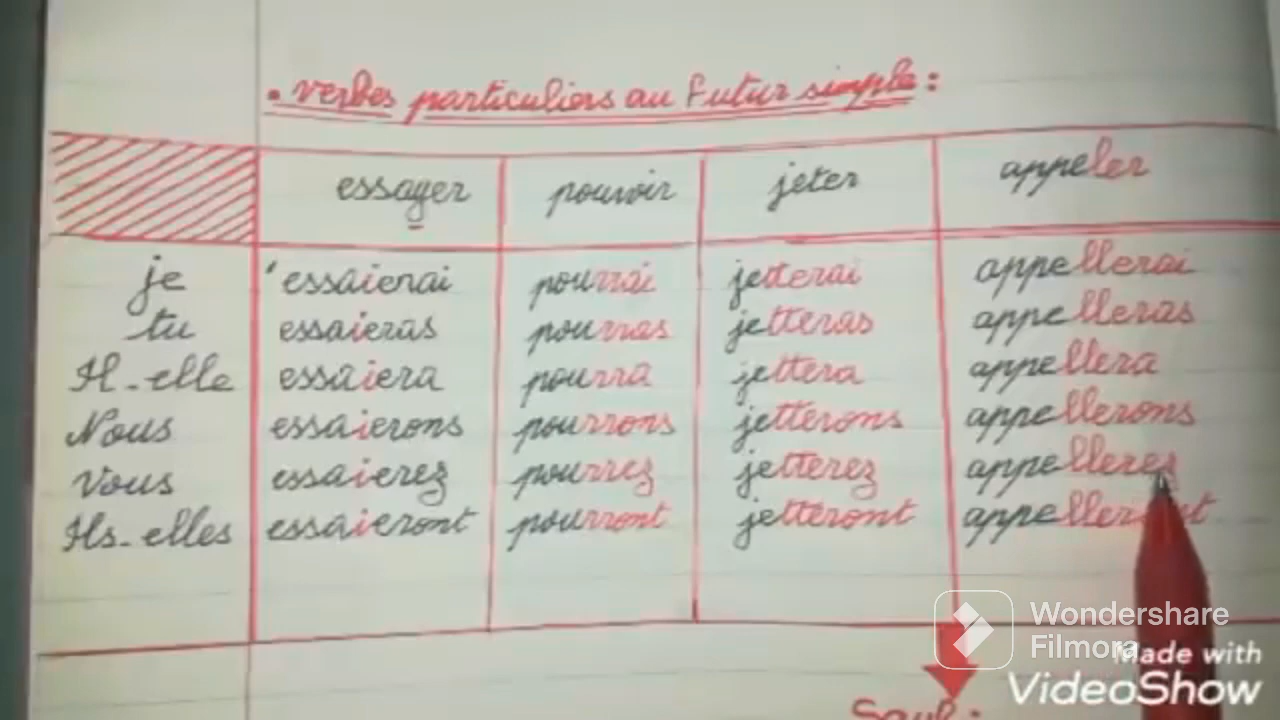 • verbes particuliers au futur simple :
essayer pouvoir jeter appeler
je j'essaierai pourrai jetterai appellerai
tu essaieras pourras jetteras appelleras
Il - elle essaiera pourra jettera appellera
Nous essaierons pourrons jetterons appellerons
Vous essaierez pourrez jetterez appellerez
Ils - elles essaieront pourront jetteront
Wondershare
Filmora
Made with
VideoShow